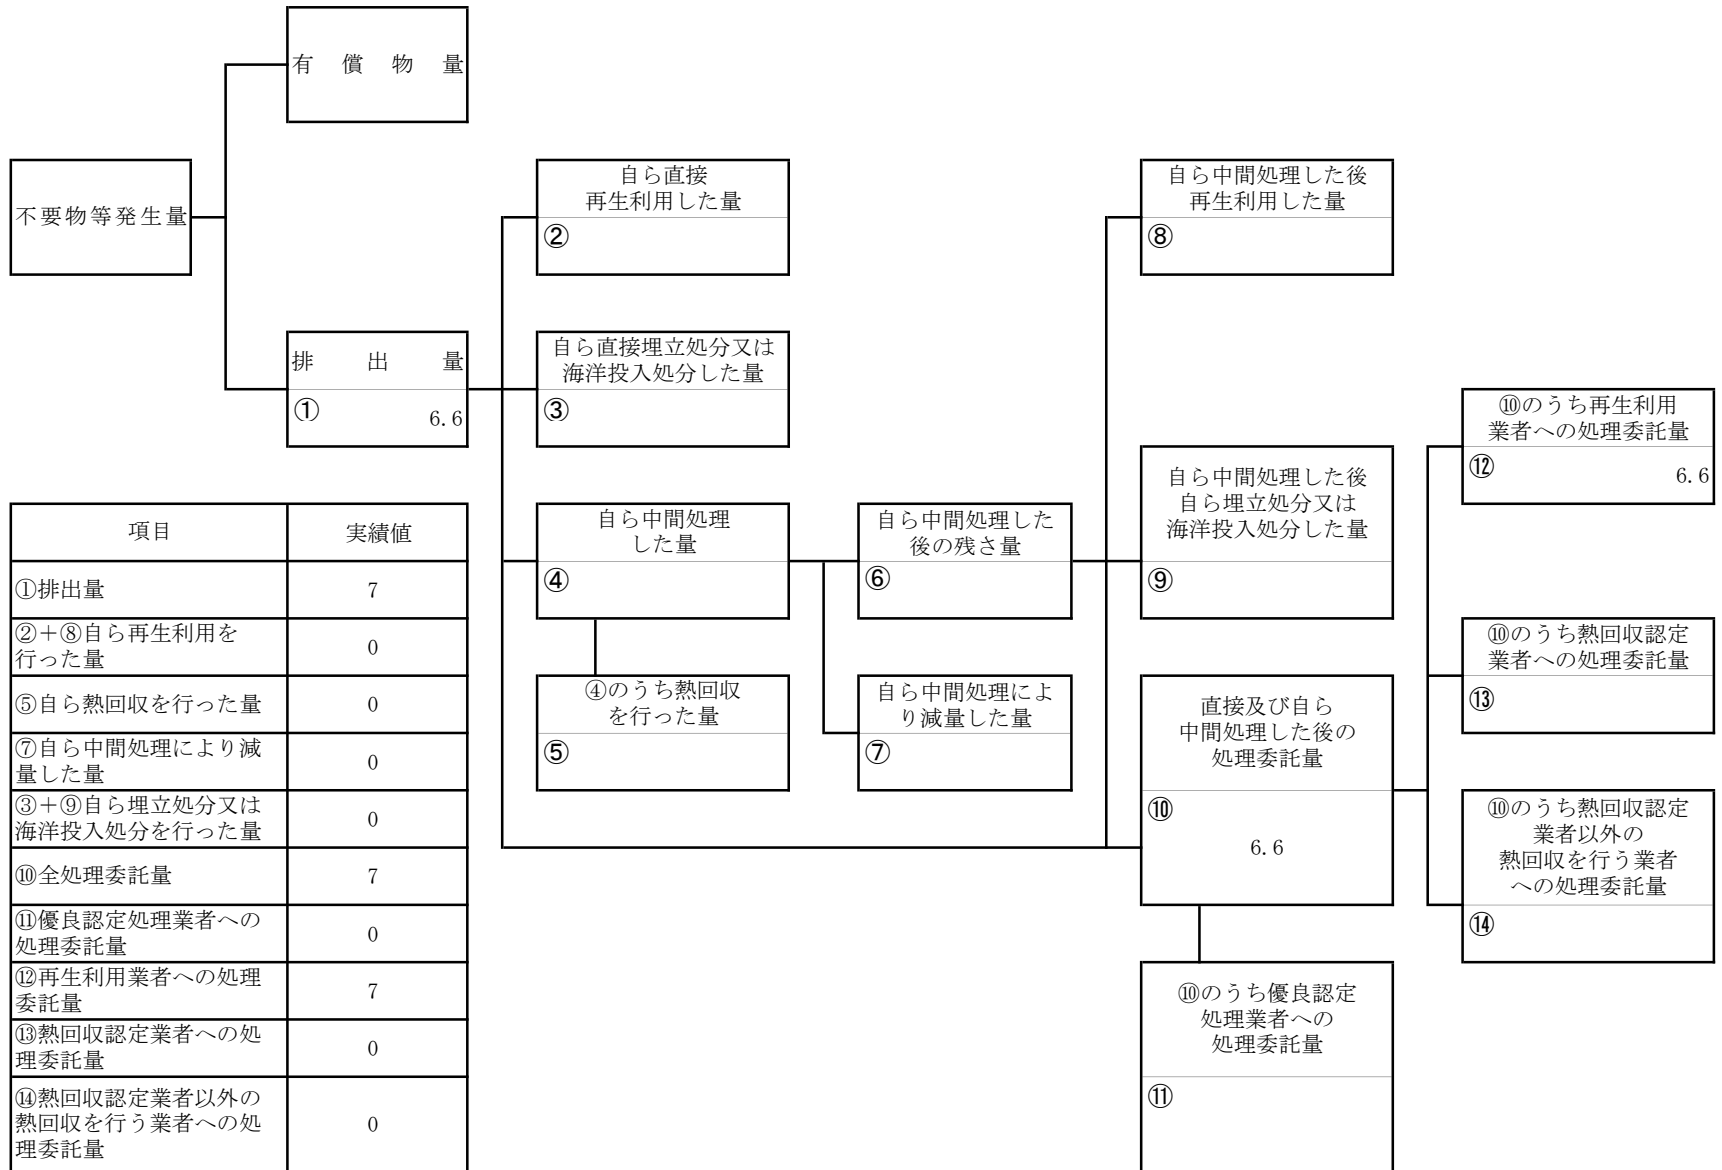 有償物量
不要物等発生量
排出量
① 6.6
自ら直接
再生利用した量
②
自ら直接埋立処分又は
海洋投入処分した量
③
自ら中間処理
した量
④
④のうち熱回収
を行った量
⑤
自ら中間処理した
後の残さ量
⑥
自ら中間処理によ
り減量した量
⑦
自ら中間処理した後
再生利用した量
⑧
自ら中間処理した後
自ら埋立処分又は
海洋投入処分した量
⑨
直接及び自ら
中間処理した後の
処理委託量
⑩
6.6
⑩のうち優良認定
処理業者への
処理委託量
⑪
⑩のうち再生利用
業者への処理委託量
⑫ 6.6
⑩のうち熱回収認定
業者への処理委託量
⑬
⑩のうち熱回収認定
業者以外の
熱回収を行う業者
への処理委託量
⑭
項目 実績値
①排出量 7
②+⑧自ら再生利用を
行った量 0
⑤自ら熱回収を行った量 0
⑦自ら中間処理により減
量した量 0
③+⑨自ら埋立処分又は
海洋投入処分を行った量 0
⑩全処理委託量 7
⑪優良認定処理業者への
処理委託量 0
⑫再生利用業者への処理
委託量 7
⑬熱回収認定業者への処
理委託量 0
⑭熱回収認定業者以外の
熱回収を行う業者への処
理委託量 0